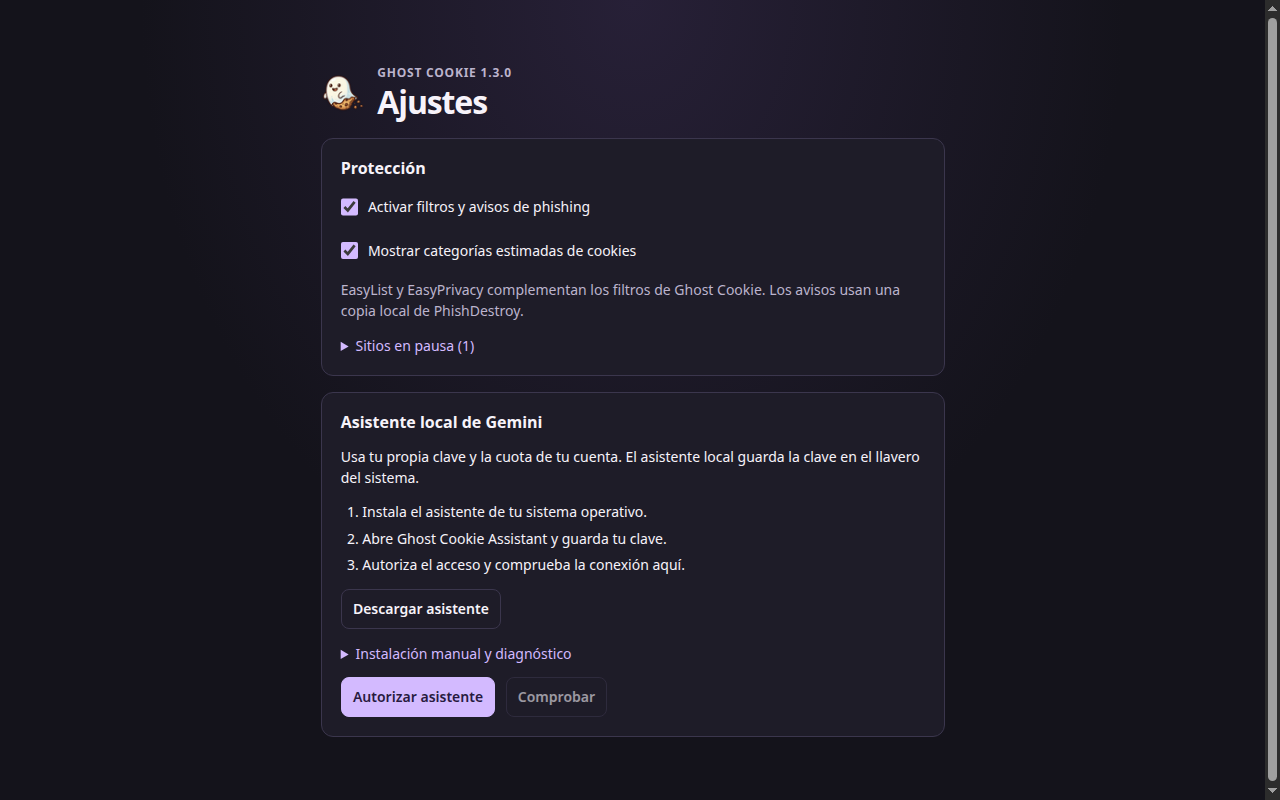 GHOST COOKIE 1.3.0
Ajustes
Protección
Activar filtros y avisos de phishing
Mostrar categorías estimadas de cookies
EasyList y EasyPrivacy complementan los filtros de Ghost Cookie. Los avisos usan una
copia local de PhishDestroy.
Sitios en pausa (1)
Asistente local de Gemini
Usa tu propia clave y la cuota de tu cuenta. El asistente local guarda la clave en el llavero
del sistema.
1. Instala el asistente de tu sistema operativo.
2. Abre Ghost Cookie Assistant y guarda tu clave.
3. Autoriza el acceso y comprueba la conexión aquí.
Descargar asistente
Instalación manual y diagnóstico
Autorizar asistente Comprobar